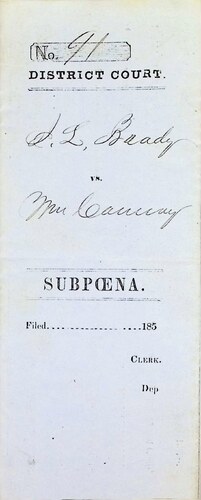 No. 91
DISTRICT COURT.
S. L. Brady
vs.
Wm Conway
SUBPŒNA.
Filed.................185
CLERK.
Dep